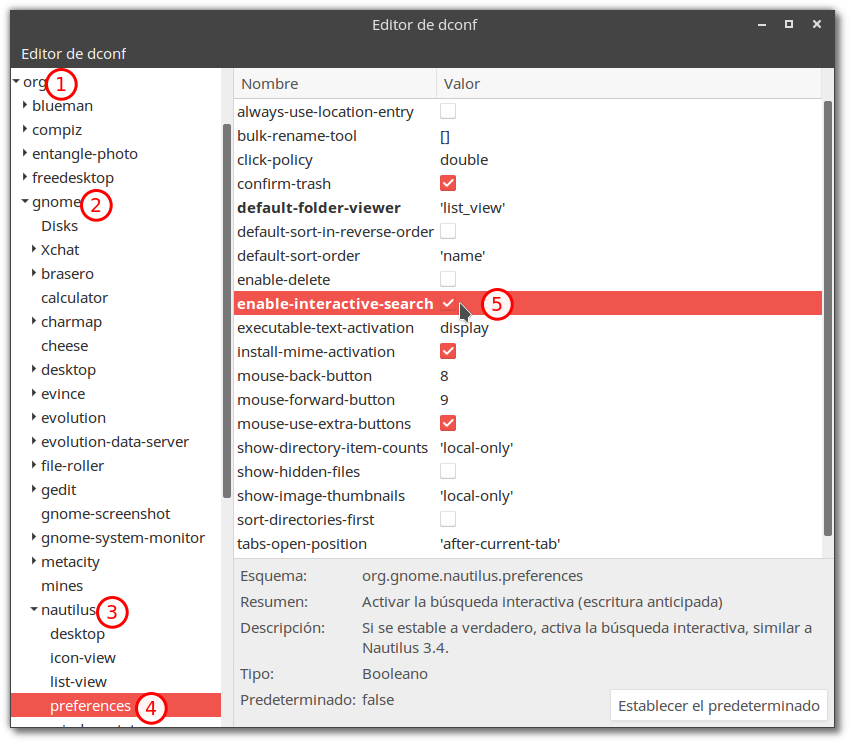 Editor de dconf
Editor de dconf
org 1
blueman
compiz
entangle-photo
freedesktop
gnome 2
Disks
Xchat
brasero
calculator
charmap
cheese
desktop
evince
evolution
evolution-data-server
file-roller
gedit
gnome-screenshot
gnome-system-monitor
metacity
mines
nautilus 3
desktop
icon-view
list-view
preferences 4
Nombre Valor
always-use-location-entry
bulk-rename-tool []
click-policy double
confirm-trash
default-folder-viewer 'list_view'
default-sort-in-reverse-order
default-sort-order 'name'
enable-delete
enable-interactive-search 5
executable-text-activation display
install-mime-activation
mouse-back-button 8
mouse-forward-button 9
mouse-use-extra-buttons
show-directory-item-counts 'local-only'
show-hidden-files
show-image-thumbnails 'local-only'
sort-directories-first
tabs-open-position 'after-current-tab'
Esquema: org.gnome.nautilus.preferences
Resumen: Activar la búsqueda interactiva (escritura anticipada)
Descripción: Si se estable a verdadero, activa la búsqueda interactiva, similar a
Nautilus 3.4.
Tipo: Booleano
Predeterminado: false
Establecer el predeterminado